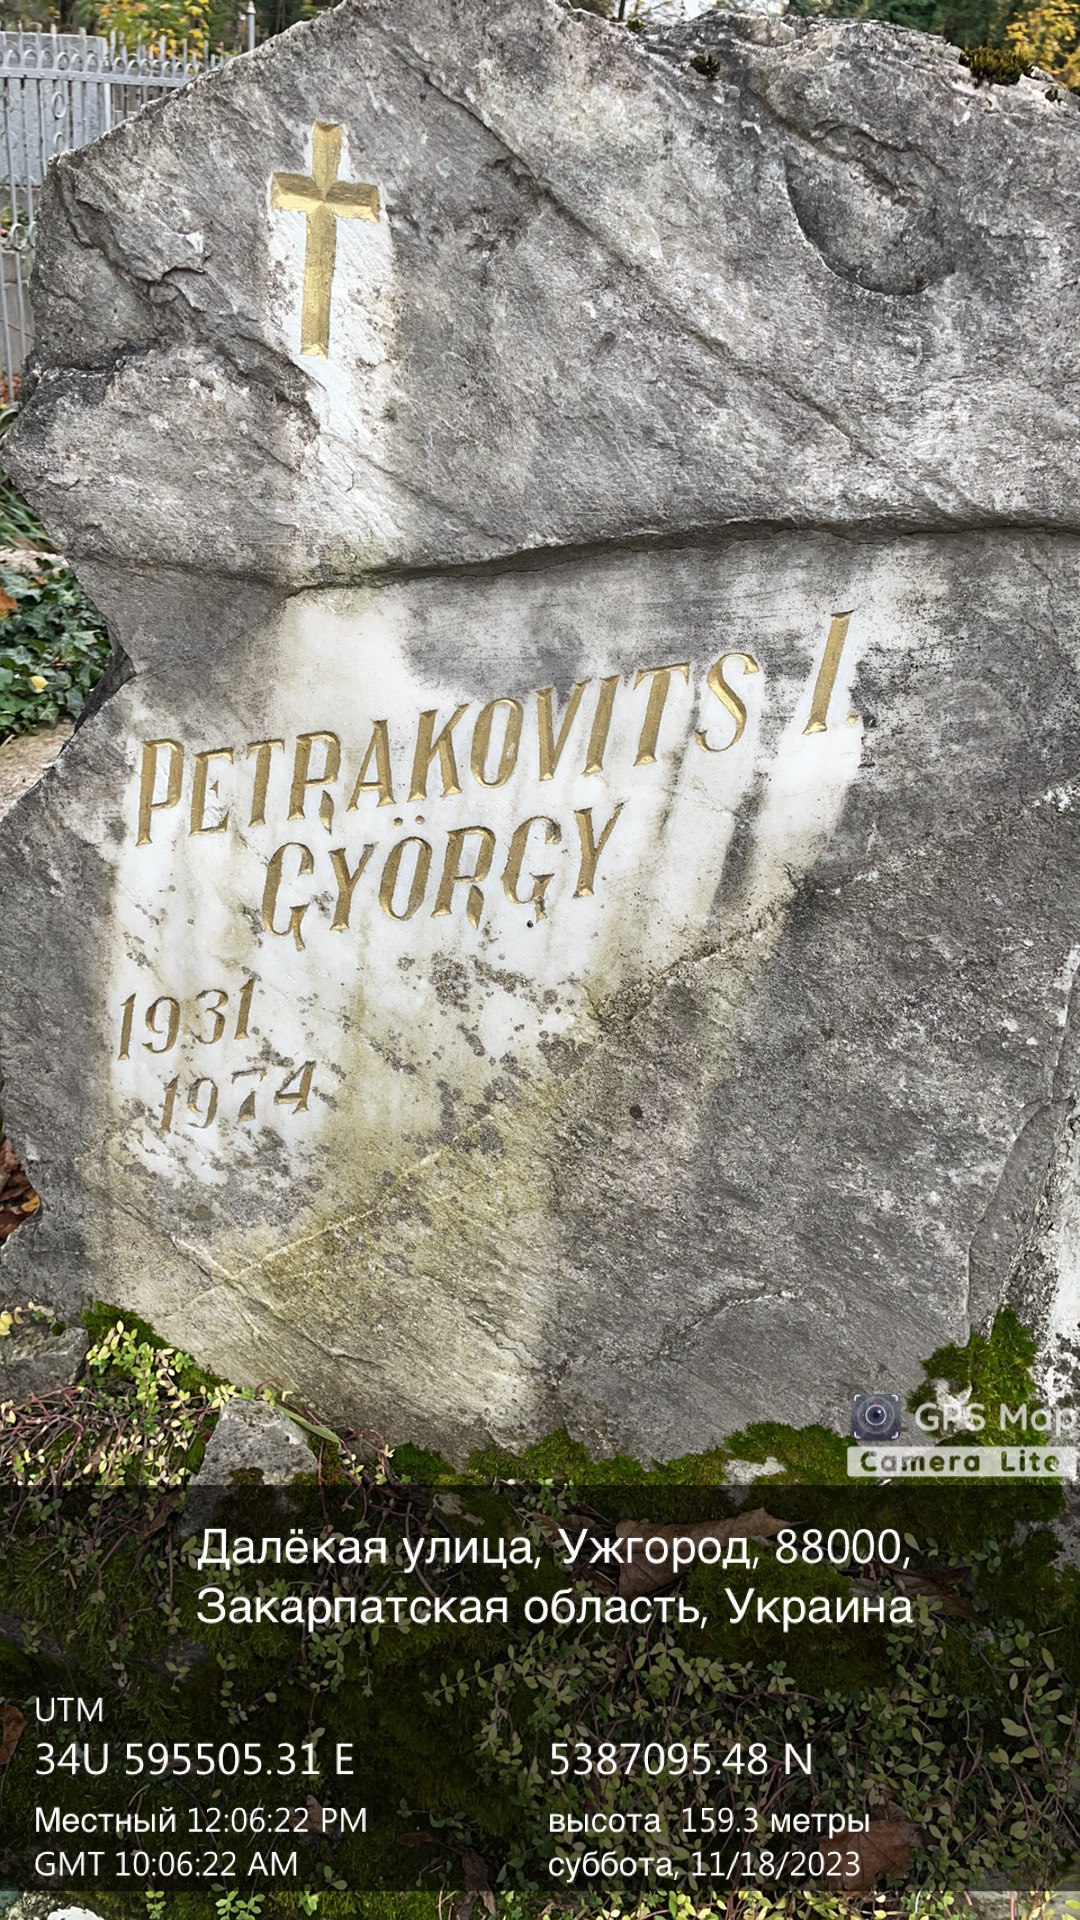 PETRAKOVITS I.
GYÖRGY
1931
1974
GPS Map
Camera Lite
Далёкая улица, Ужгород, 88000,
Закарпатская область, Украина
UTM
34U 595505.31 E
5387095.48 N
Местный 12:06:22 PM
высота 159.3 метры
GMT 10:06:22 AM
суббота, 11/18/2023